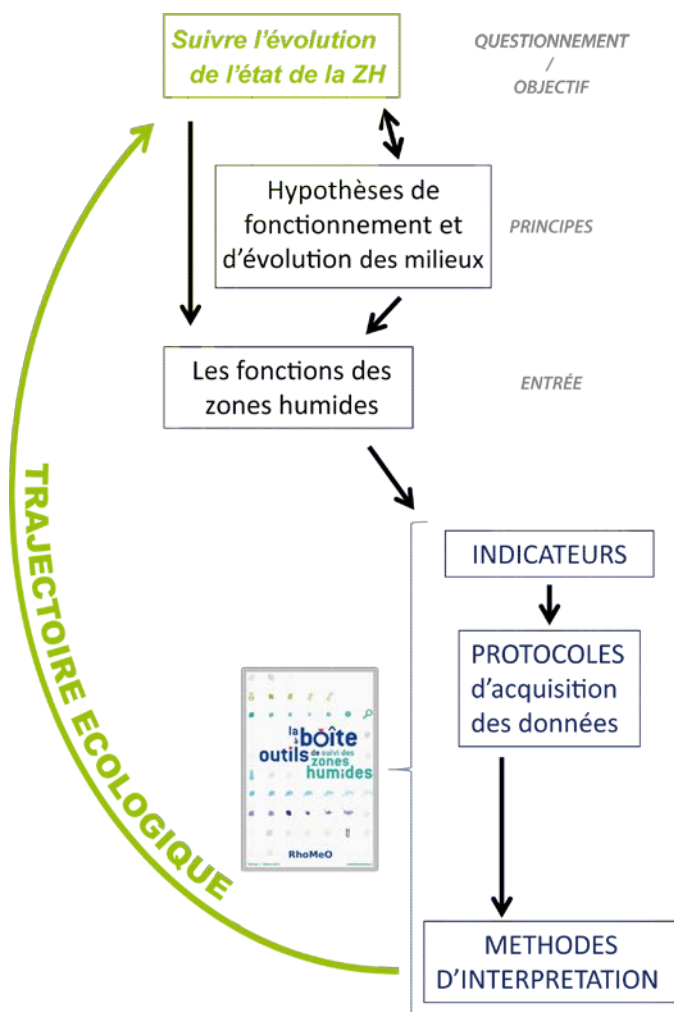 Suivre l'évolution
de l'état de la ZH
QUESTIONNEMENT
/
OBJECTIF
Hypothèses de
fonctionnement et
d'évolution des milieux
PRINCIPES
Les fonctions des
zones humides
ENTRÉE
TRAJECTOIRE ECOLOGIQUE
INDICATEURS
PROTOCOLES
d'acquisition
des données
la boîte
à
outils de suivi des
zones
humides
RhoMeO
METHODES
D'INTERPRETATION